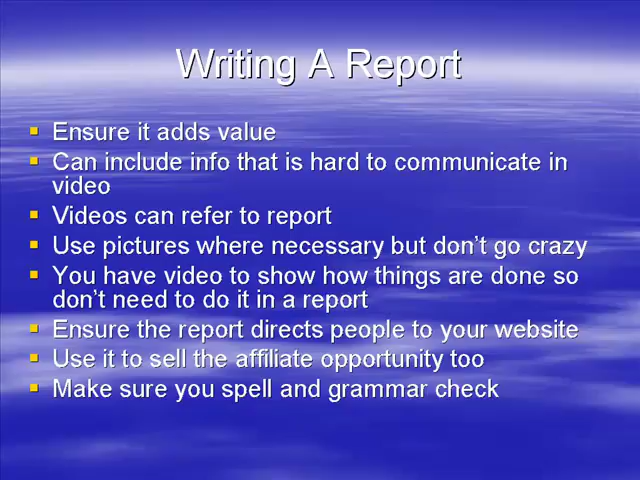 Writing A Report
Ensure it adds value
Can include info that is hard to communicate in
video
Videos can refer to report
Use pictures where necessary but don't go crazy
You have video to show how things are done so
don't need to do it in a report
Ensure the report directs people to your website
Use it to sell the affiliate opportunity too
Make sure you spell and grammar check